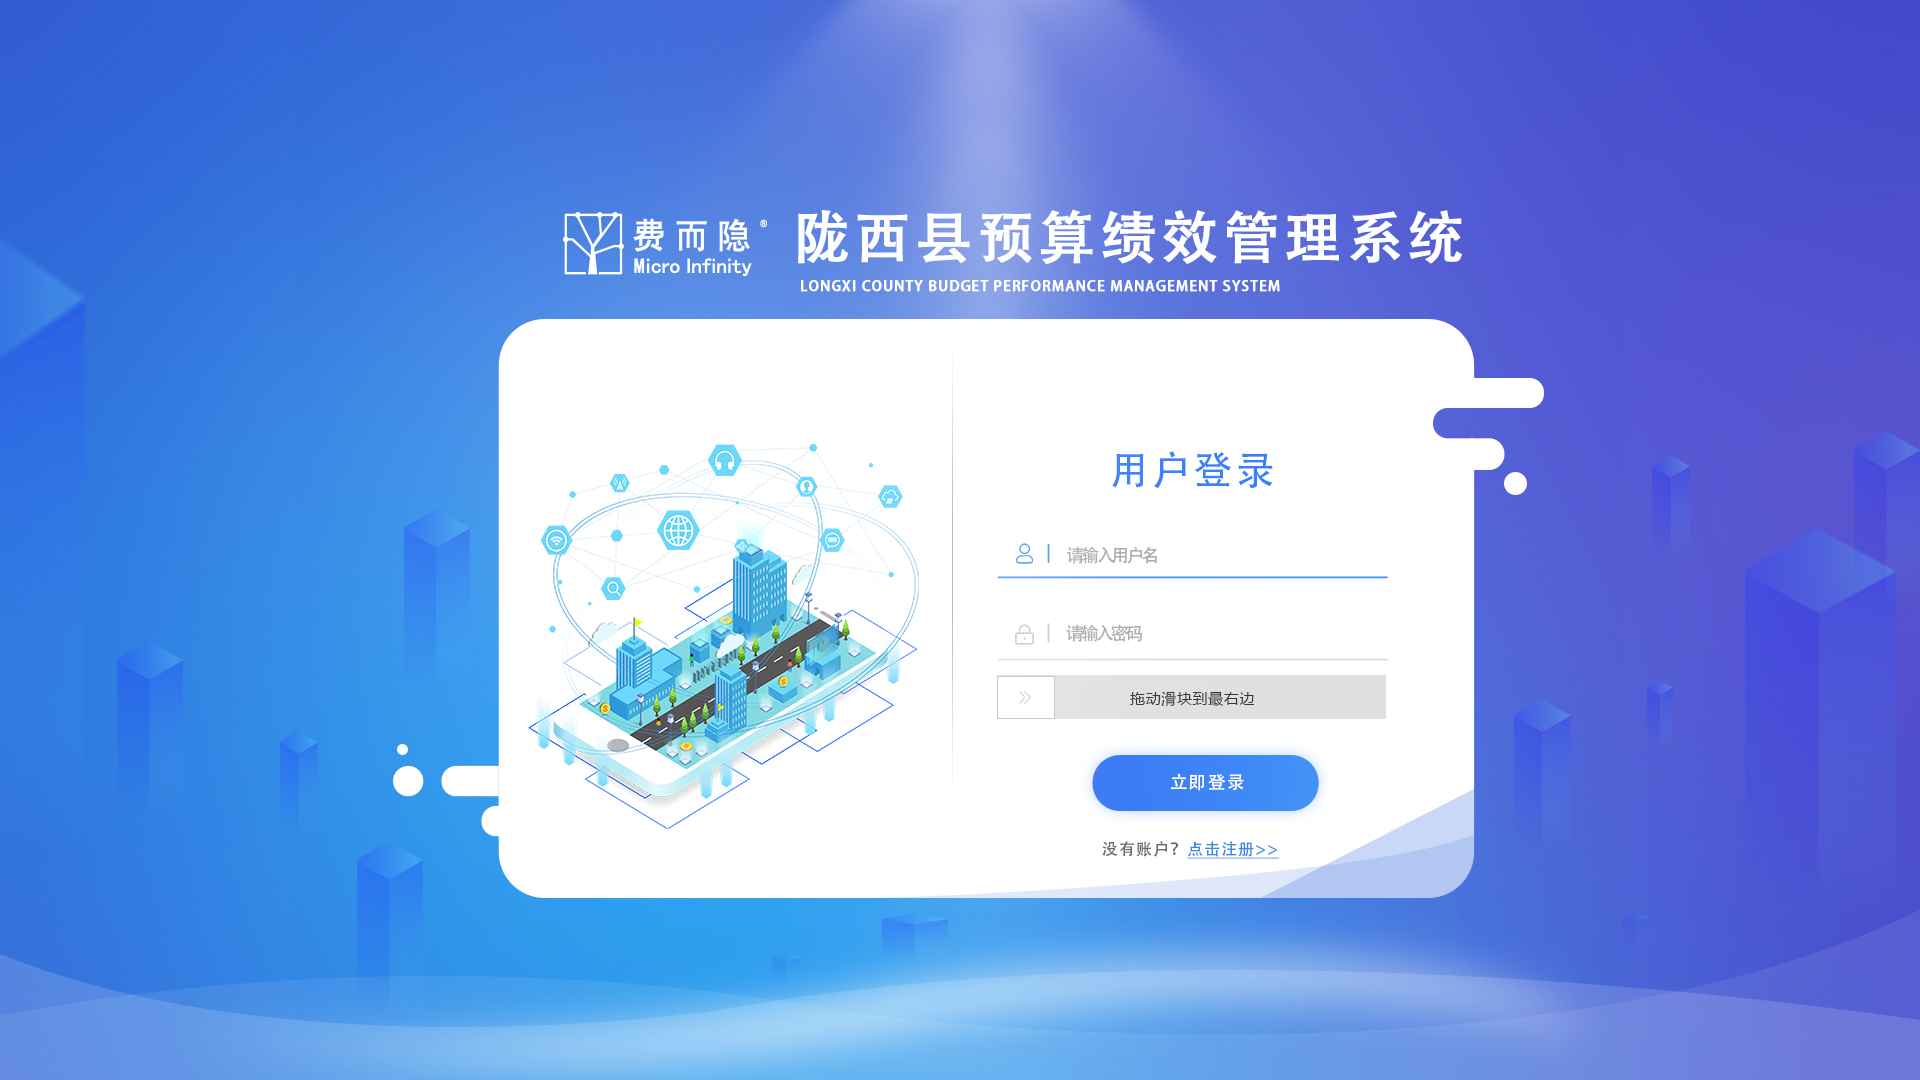 费而隐®
Micro Infinity
陇西县预算绩效管理系统
LONGXI COUNTY BUDGET PERFORMANCE MANAGEMENT SYSTEM
用户登录
请输入用户名
请输入密码
拖动滑块到最右边
立即登录
没有账户？点击注册>>